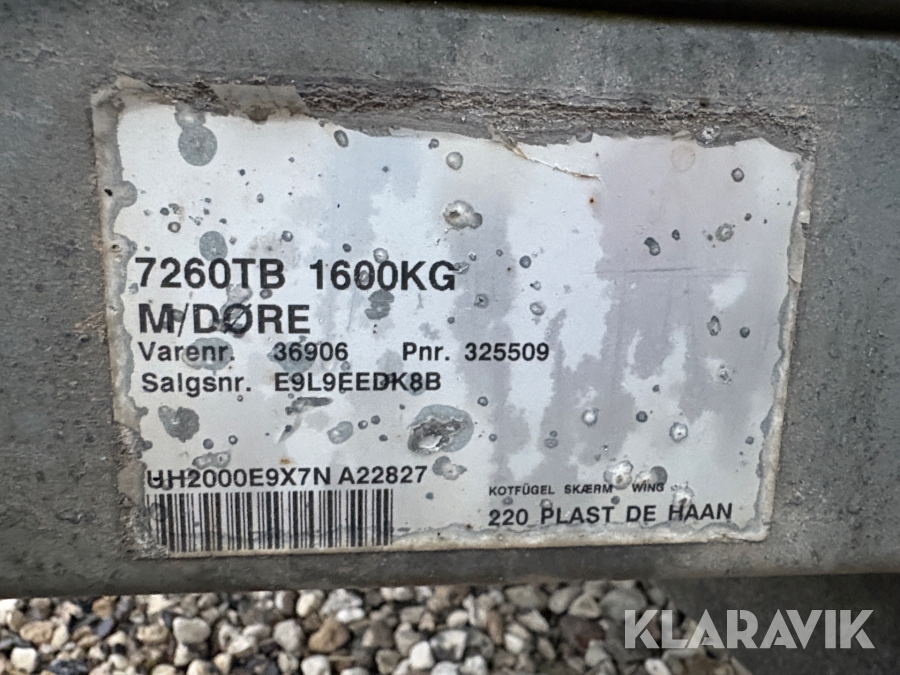 7260TB 1600KG
M/DØRE
Varenr. 36906 Pnr. 325509
Salgsnr. E9L9EEDK8B
UH2000E9X7N A22827
KOTFÜGEL SKÆRM WING
220 PLAST DE HAAN
KLARAVIK